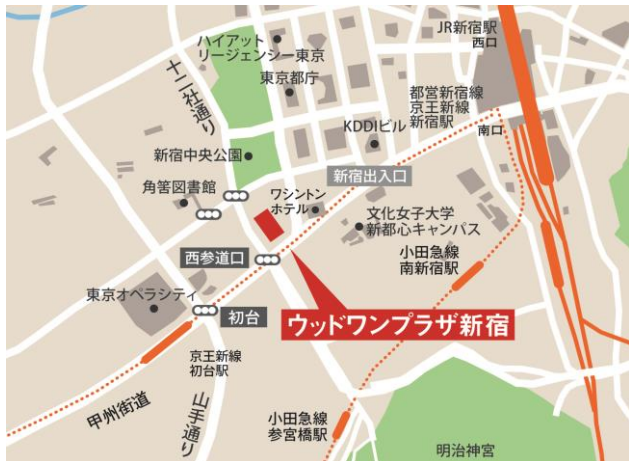 ハイアット
リージェンシー東京
JR新宿駅
西口
十二社通り
東京都庁
都営新宿線
京王新線
新宿駅
KDDIビル
南口
新宿中央公園
新宿出入口
角筈図書館
ワシントン
ホテル
文化女子大学
新都心キャンパス
西参道口
小田急線
南新宿駅
東京オペラシティ
初台
ウッドワンプラザ新宿
京王新線
初台駅
甲州街道
山手通り
小田急線
参宮橋駅
明治神宮